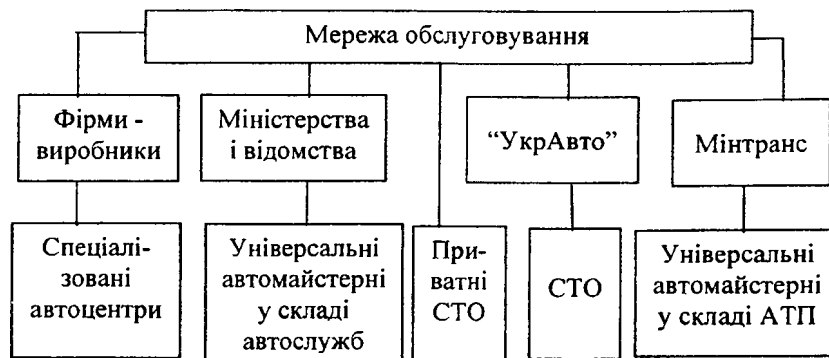 Мережа обслуговування
Фірми -
виробники
Міністерства
і відомства
“УкрАвто”
Мінтранс
Спеціалі-
зовані
автоцентри
Універсальні
автомайстерні
у складі
автослужб
При-
ватні
СТО
СТО
Універсальні
автомайстерні
у складі АТП